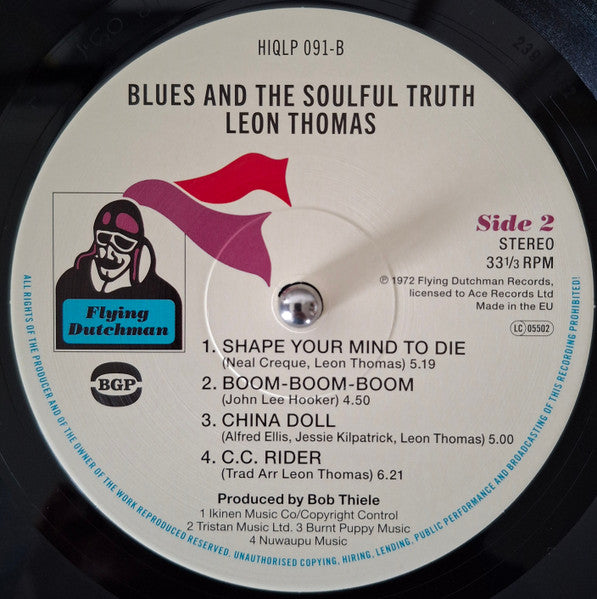 HIQLP 091-B
BLUES AND THE SOULFUL TRUTH
LEON THOMAS
Side 2
STEREO
33 1/3 RPM
℗ 1972 Flying Dutchman Records,
licensed to Ace Records Ltd
Made in the EU
LC 05502
Flying
Dutchman
BGP
1. SHAPE YOUR MIND TO DIE
(Neal Creque, Leon Thomas) 5.19
2. BOOM-BOOM-BOOM
(John Lee Hooker) 4.50
3. CHINA DOLL
(Alfred Ellis, Jessie Kilpatrick, Leon Thomas) 5.00
4. C.C. RIDER
(Trad Arr Leon Thomas) 6.21
Produced by Bob Thiele
1 Ikinen Music Co/Copyright Control
2 Tristan Music Ltd. 3 Burnt Puppy Music
4 Nuwaupu Music
ALL RIGHTS OF THE PRODUCER AND OF THE OWNER OF THE WORK REPRODUCED RESERVED. UNAUTHORISED COPYING, HIRING, LENDING, PUBLIC PERFORMANCE AND BROADCASTING OF THIS RECORDING PROHIBITED!